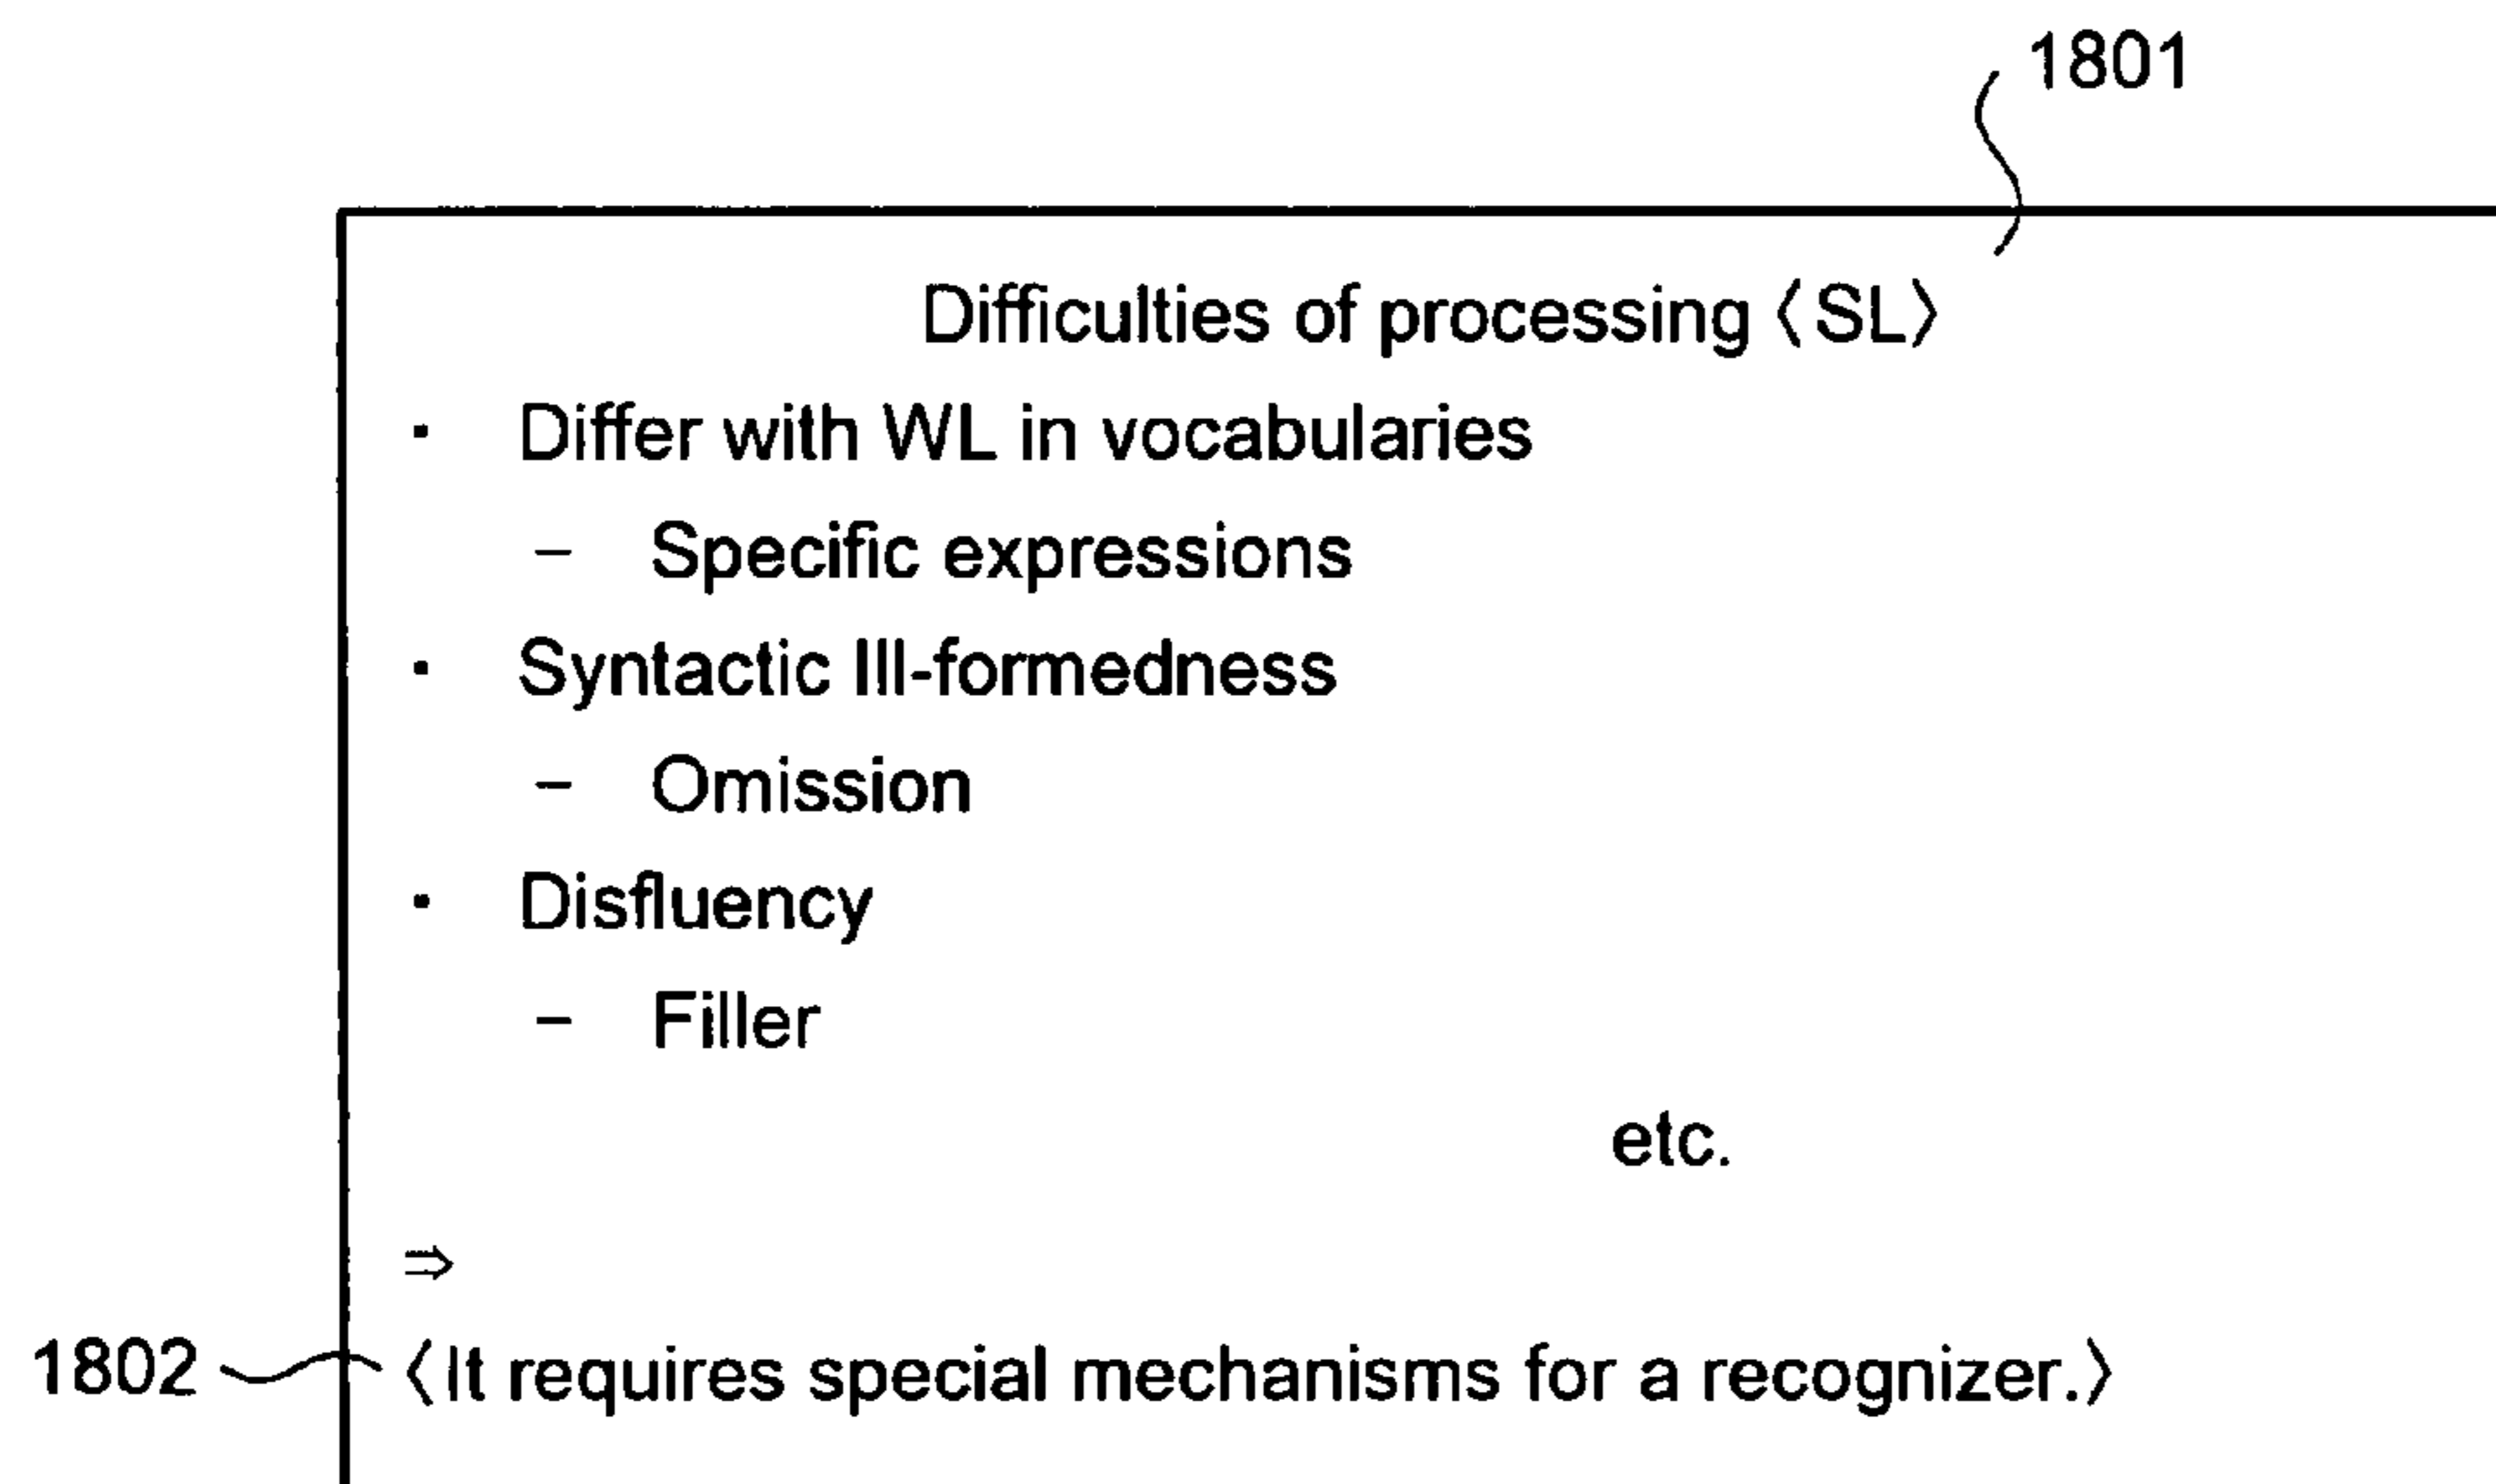 1801
Difficulties of processing〈SL〉
· Differ with WL in vocabularies
– Specific expressions
· Syntactic Ill-formedness
– Omission
· Disfluency
– Filler
etc.
⇒
1802 〈It requires special mechanisms for a recognizer.〉